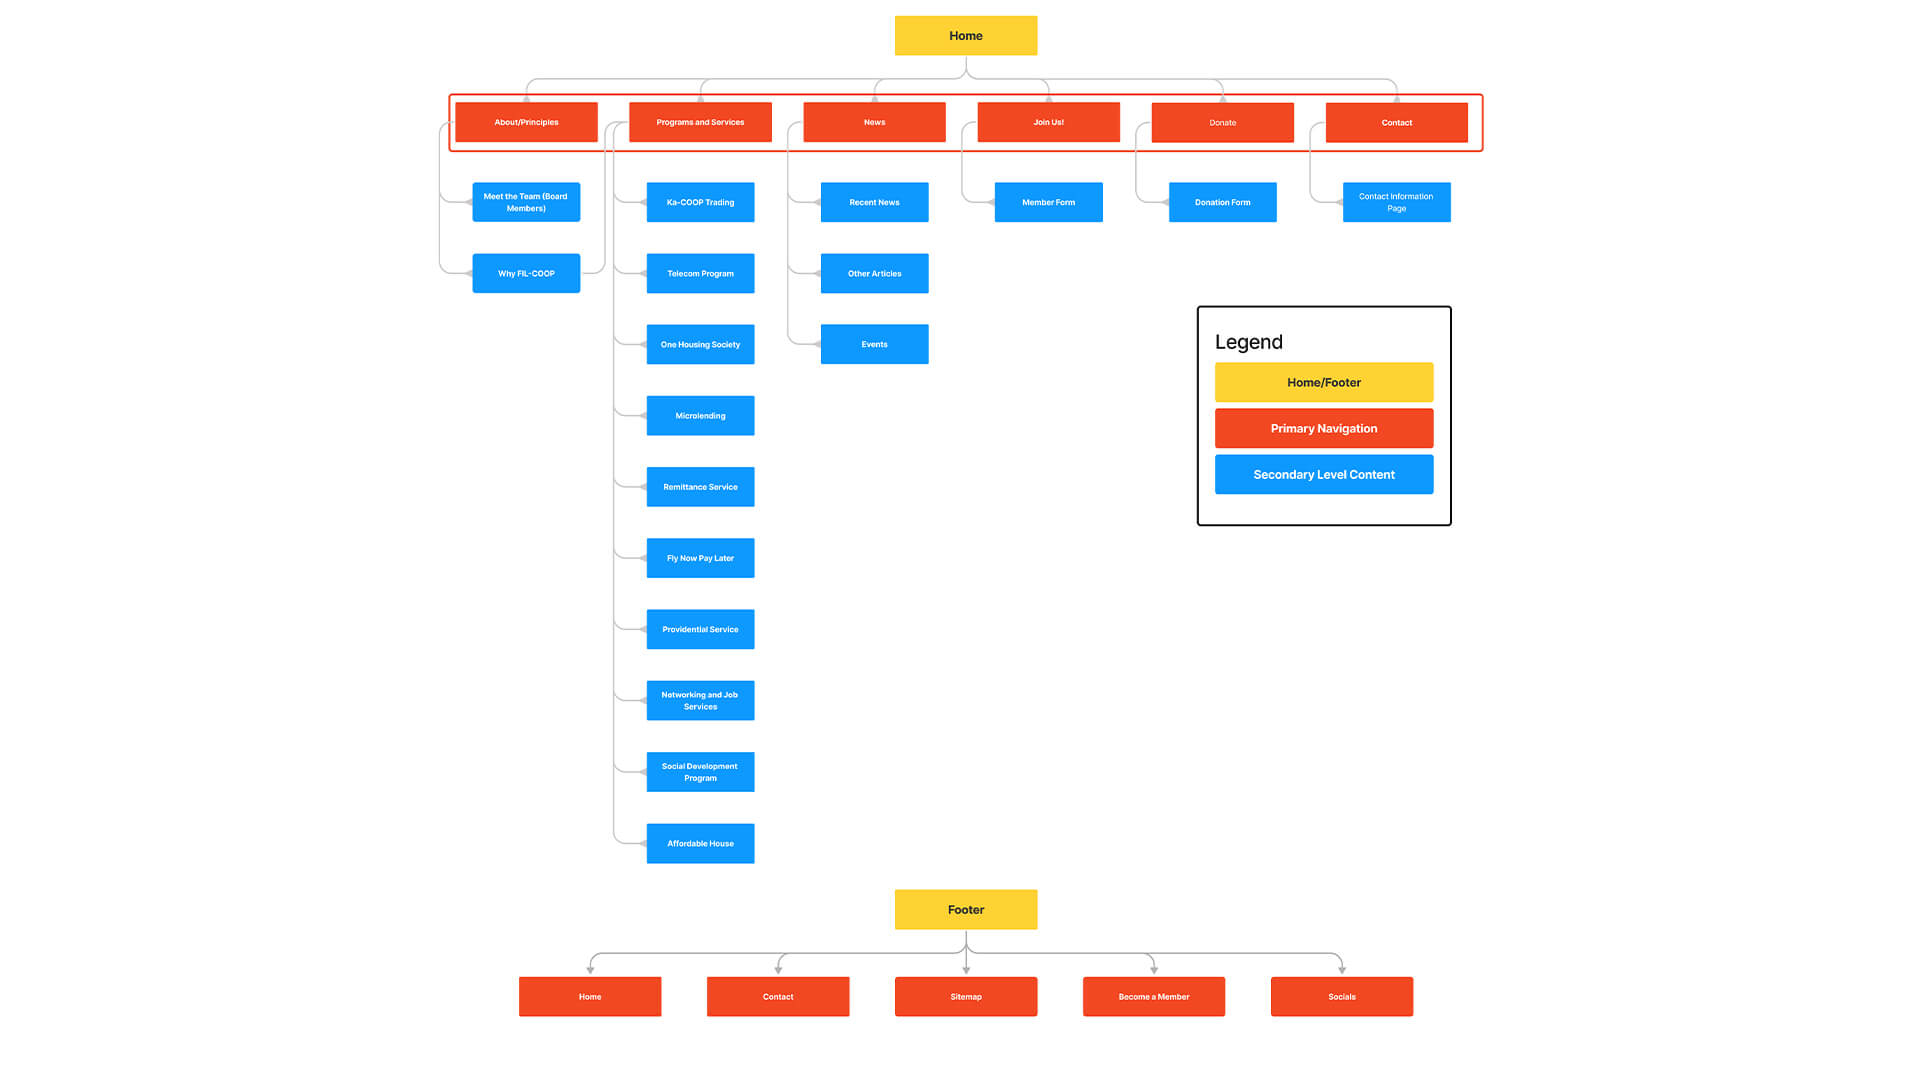 Home
About/Principles
Programs and Services
News
Join Us!
Donate
Contact
Meet the Team (Board
Members)
Ka-COOP Trading
Recent News
Member Form
Donation Form
Contact Information
Page
Why FIL-COOP
Telecom Program
Other Articles
One Housing Society
Events
Legend
Home/Footer
Primary Navigation
Secondary Level Content
Microlending
Remittance Service
Fly Now Pay Later
Providential Service
Networking and Job
Services
Social Development
Program
Affordable House
Footer
Home
Contact
Sitemap
Become a Member
Socials